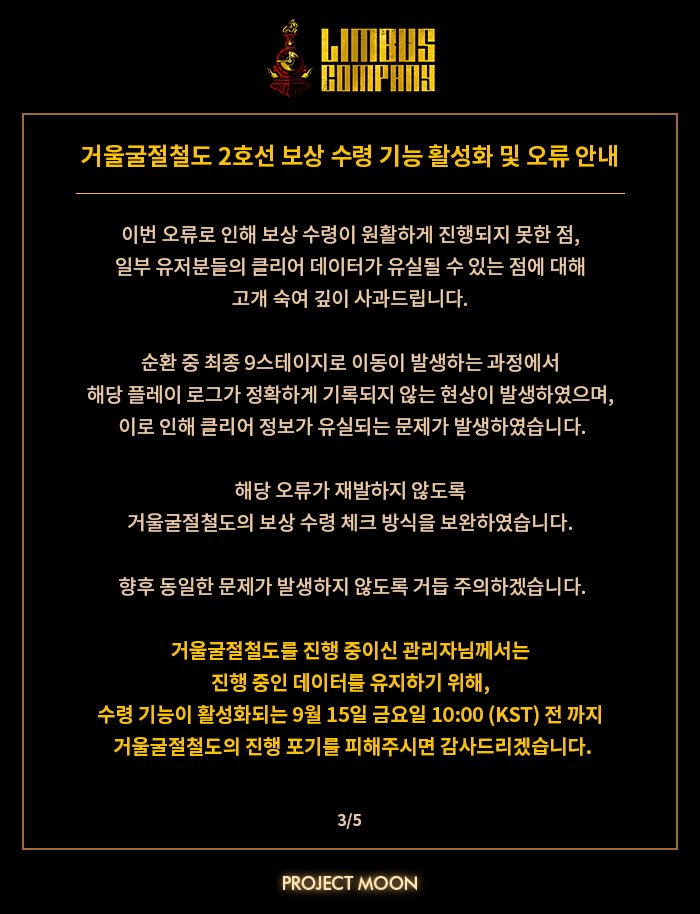 LIMBUS
COMPANY
거울굴절철도 2호선 보상 수령 기능 활성화 및 오류 안내
이번 오류로 인해 보상 수령이 원활하게 진행되지 못한 점,
일부 유저분들의 클리어 데이터가 유실될 수 있는 점에 대해
고개 숙여 깊이 사과드립니다.
순환 중 최종 9스테이지로 이동이 발생하는 과정에서
해당 플레이 로그가 정확하게 기록되지 않는 현상이 발생하였으며,
이로 인해 클리어 정보가 유실되는 문제가 발생하였습니다.
해당 오류가 재발하지 않도록
거울굴절철도의 보상 수령 체크 방식을 보완하였습니다.
향후 동일한 문제가 발생하지 않도록 거듭 주의하겠습니다.
거울굴절철도를 진행 중이신 관리자님께서는
진행 중인 데이터를 유지하기 위해,
수령 기능이 활성화되는 9월 15일 금요일 10:00 (KST) 전 까지
거울굴절철도의 진행 포기를 피해주시면 감사드리겠습니다.
3/5
PROJECT MOON